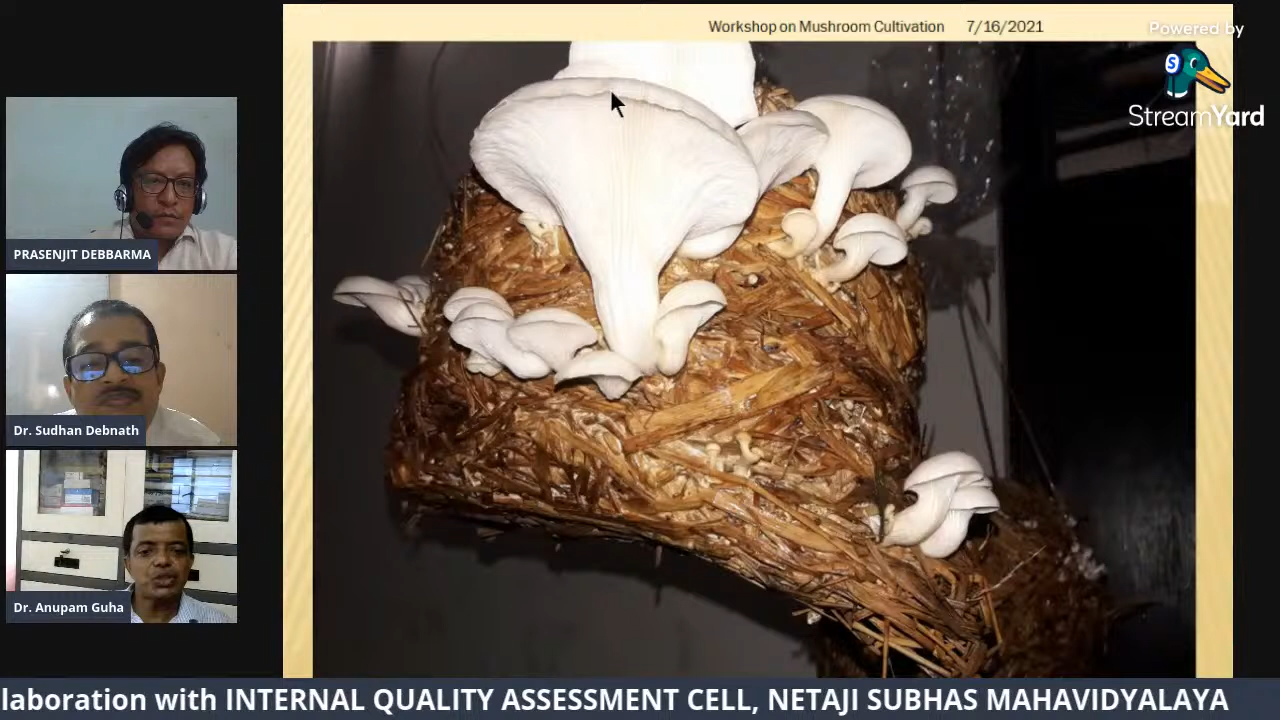 Workshop on Mushroom Cultivation 7/16/2021
Powered by
S
StreamYard
PRASENJIT DEBBARMA
Dr. Sudhan Debnath
Dr. Anupam Guha
laboration with INTERNAL QUALITY ASSESSMENT CELL, NETAJI SUBHAS MAHAVIDYALAYA